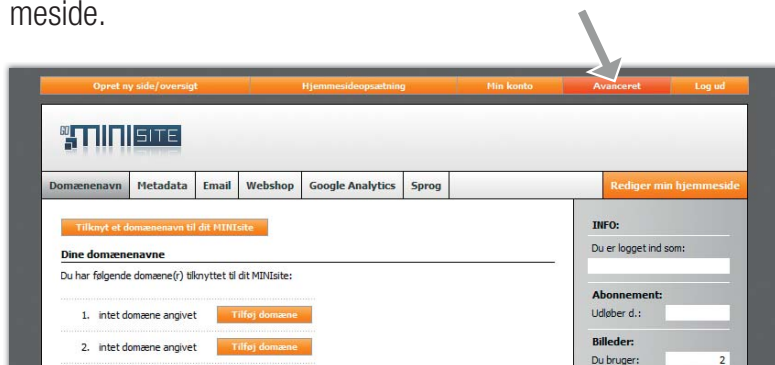 meside.
Opret ny side/oversigt Hjemmesideopsætning Min konto Avanceret Log ud
MINISITE
Domænenavn Metadata Email Webshop Google Analytics Sprog Rediger min hjemmeside
Tilknyt et domænenavn til dit MINIsite
Dine domænenavne
Du har følgende domæne(r) tilknyttet til dit MINIsite:
1. intet domæne angivet Tilføj domæne
2. intet domæne angivet Tilføj domæne
INFO:
Du er logget ind som:
Abonnement:
Udløber d.:
Billeder:
Du bruger: 2